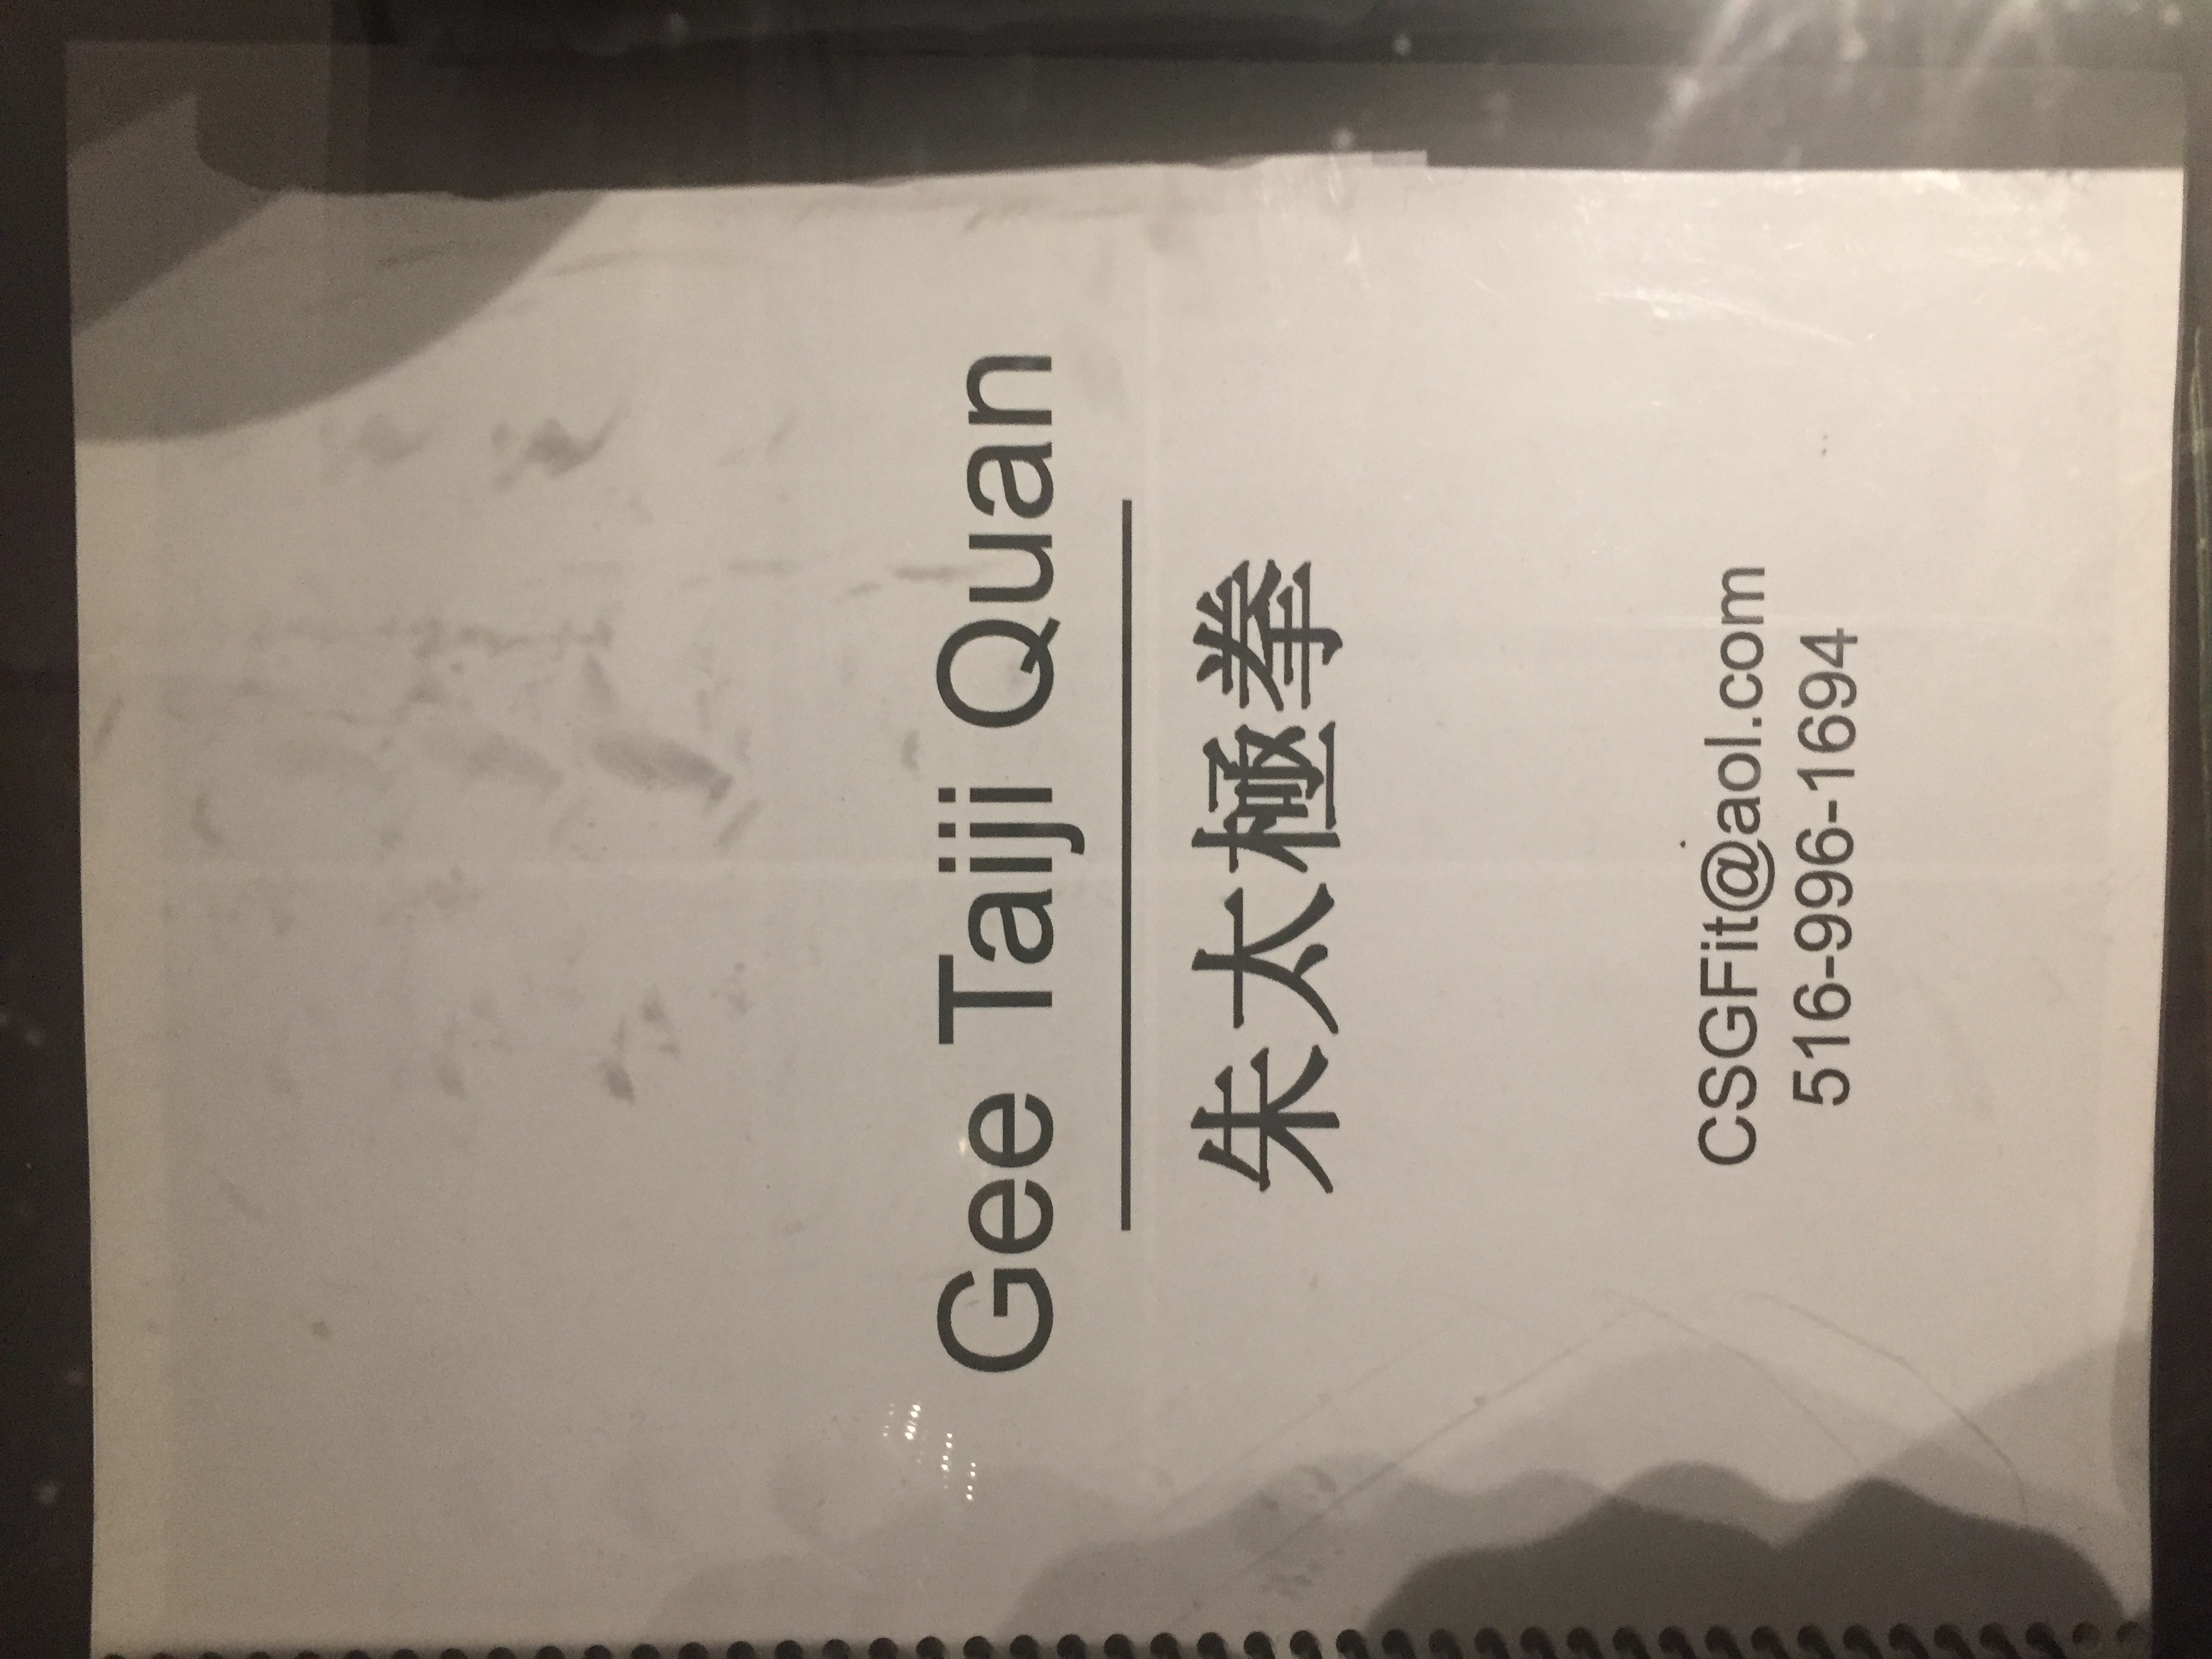 Gee Taiji Quan
朱太極拳
CSGFit@aol.com
516-996-1694